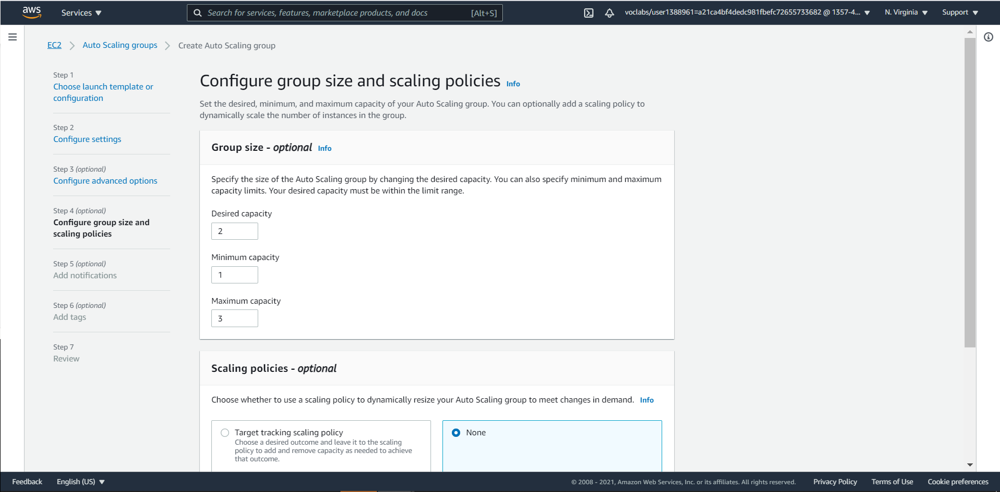 aws
Services
Search for services, features, marketplace products, and docs
[Alt+S]
voclabs/user1388961=a21ca4bf4dedc981fbefc72655733682 @ 1357-4...
N. Virginia
Support
EC2
Auto Scaling groups
Create Auto Scaling group
Step 1
Choose launch template or
configuration
Step 2
Configure settings
Step 3 (optional)
Configure advanced options
Step 4 (optional)
Configure group size and
scaling policies
Step 5 (optional)
Add notifications
Step 6 (optional)
Add tags
Step 7
Review
Configure group size and scaling policies Info
Set the desired, minimum, and maximum capacity of your Auto Scaling group. You can optionally add a scaling policy to
dynamically scale the number of instances in the group.
Group size - optional Info
Specify the size of the Auto Scaling group by changing the desired capacity. You can also specify minimum and maximum
capacity limits. Your desired capacity must be within the limit range.
Desired capacity
2
Minimum capacity
1
Maximum capacity
3
Scaling policies - optional
Choose whether to use a scaling policy to dynamically resize your Auto Scaling group to meet changes in demand. Info
Target tracking scaling policy
Choose a desired outcome and leave it to the scaling
policy to add and remove capacity as needed to achieve
that outcome.
None
Feedback
English (US)
© 2008 - 2021, Amazon Web Services, Inc. or its affiliates. All rights reserved.
Privacy Policy
Terms of Use
Cookie preferences